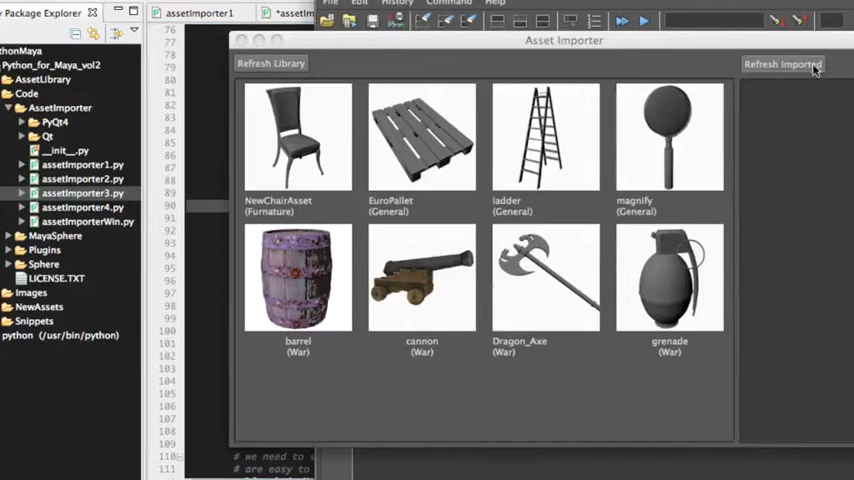 File Edit History Command Help
Package Explorer
assetImporter1
*assetIm
Asset Importer
Refresh Library
Refresh Imported
thonMaya
Python_for_Maya_vol2
AssetLibrary
Code
AssetImporter
PyQt4
Qt
__init__.py
assetImporter1.py
assetImporter2.py
assetImporter3.py
assetImporter4.py
assetImporterWin.py
MayaSphere
Plugins
Sphere
LICENSE.TXT
Images
NewAssets
Snippets
python (/usr/bin/python)
76
77
78
79
80
81
82
83
84
85
86
87
88
89
90
91
92
93
94
95
96
97
98
99
100
101
102
103
104
105
106
107
108
109
110
111
NewChairAsset
(Furnature)
EuroPallet
(General)
ladder
(General)
magnify
(General)
barrel
(War)
cannon
(War)
Dragon_Axe
(War)
grenade
(War)
# we need to s
# are easy to